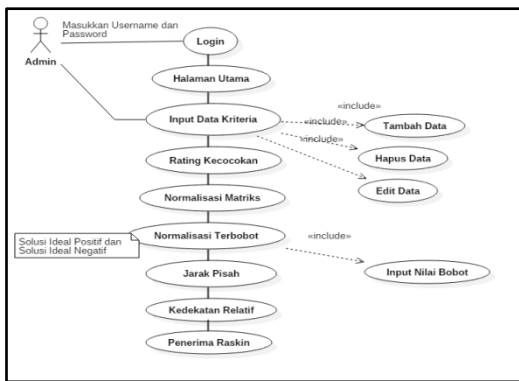 Masukkan Username dan
Password
Login
Admin
Halaman Utama
Input Data Kriteria
«include»
«include»
«include»
Tambah Data
Rating Kecocokan
Hapus Data
Edit Data
Normalisasi Matriks
Normalisasi Terbobot
«include»
Solusi Ideal Positif dan
Solusi Ideal Negatif
Jarak Pisah
Input Nilai Bobot
Kedekatan Relatif
Penerima Raskin